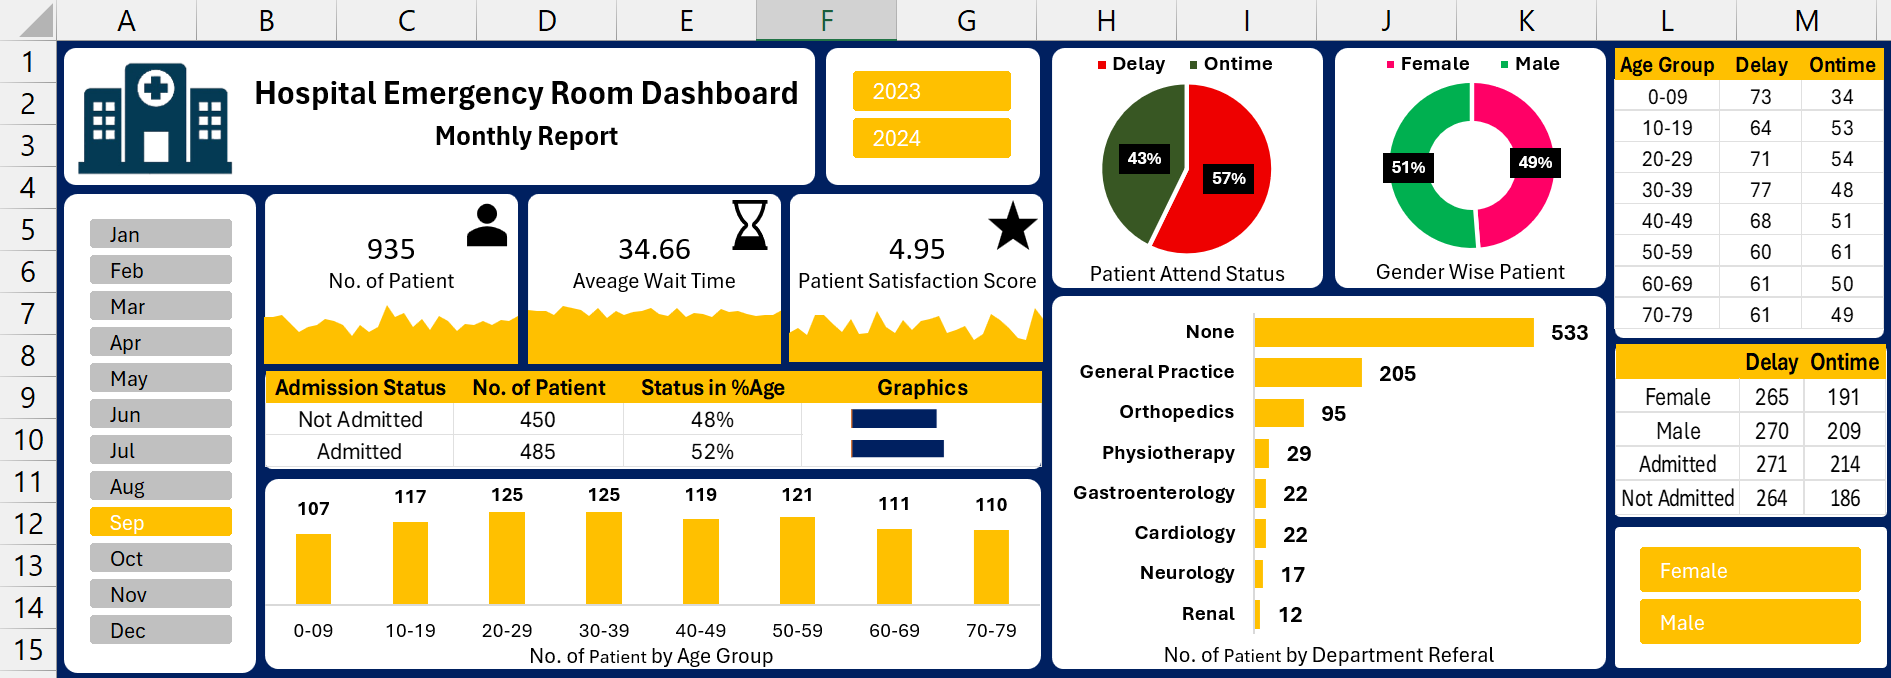 A B C D E F G H I J K L M
1
2
3
4
5
6
7
8
9
10
11
12
13
14
15
Hospital Emergency Room Dashboard
Monthly Report
2023
2024
Jan
Feb
Mar
Apr
May
Jun
Jul
Aug
Sep
Oct
Nov
Dec
935
No. of Patient
34.66
Aveage Wait Time
4.95
Patient Satisfaction Score
Admission Status No. of Patient Status in %Age Graphics
Not Admitted 450 48%
Admitted 485 52%
107 117 125 125 119 121 111 110
0-09 10-19 20-29 30-39 40-49 50-59 60-69 70-79
No. of Patient by Age Group
Delay Ontime
43%
57%
Patient Attend Status
Female Male
51%
49%
Gender Wise Patient
None 533
General Practice 205
Orthopedics 95
Physiotherapy 29
Gastroenterology 22
Cardiology 22
Neurology 17
Renal 12
No. of Patient by Department Referal
Age Group Delay Ontime
0-09 73 34
10-19 64 53
20-29 71 54
30-39 77 48
40-49 68 51
50-59 60 61
60-69 61 50
70-79 61 49
Delay Ontime
Female 265 191
Male 270 209
Admitted 271 214
Not Admitted 264 186
Female
Male